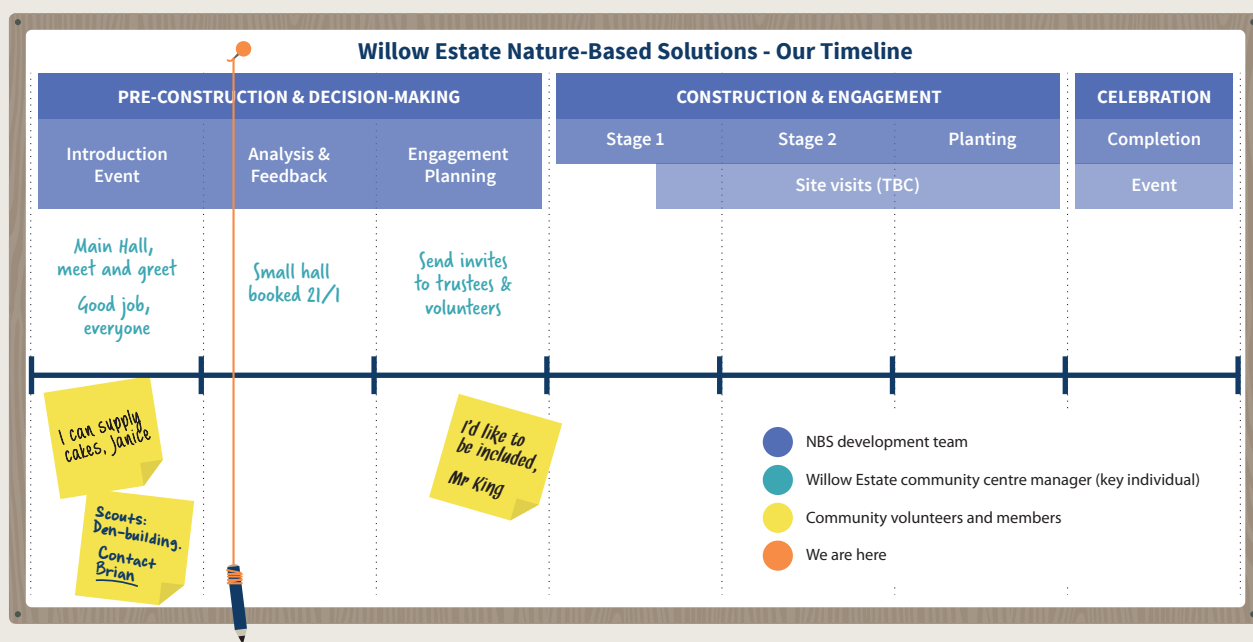 Willow Estate Nature-Based Solutions - Our Timeline
PRE-CONSTRUCTION & DECISION-MAKING
CONSTRUCTION & ENGAGEMENT
CELEBRATION
Introduction
Event
Analysis &
Feedback
Engagement
Planning
Stage 1
Stage 2
Planting
Completion
Site visits (TBC)
Event
Main Hall,
meet and greet
Good job,
everyone
Small hall
booked 21/1
Send invites
to trustees &
volunteers
I can supply
cakes, Janice
Scouts:
Den-building.
Contact
Brian
I'd like to
be included,
Mr King
NBS development team
Willow Estate community centre manager (key individual)
Community volunteers and members
We are here